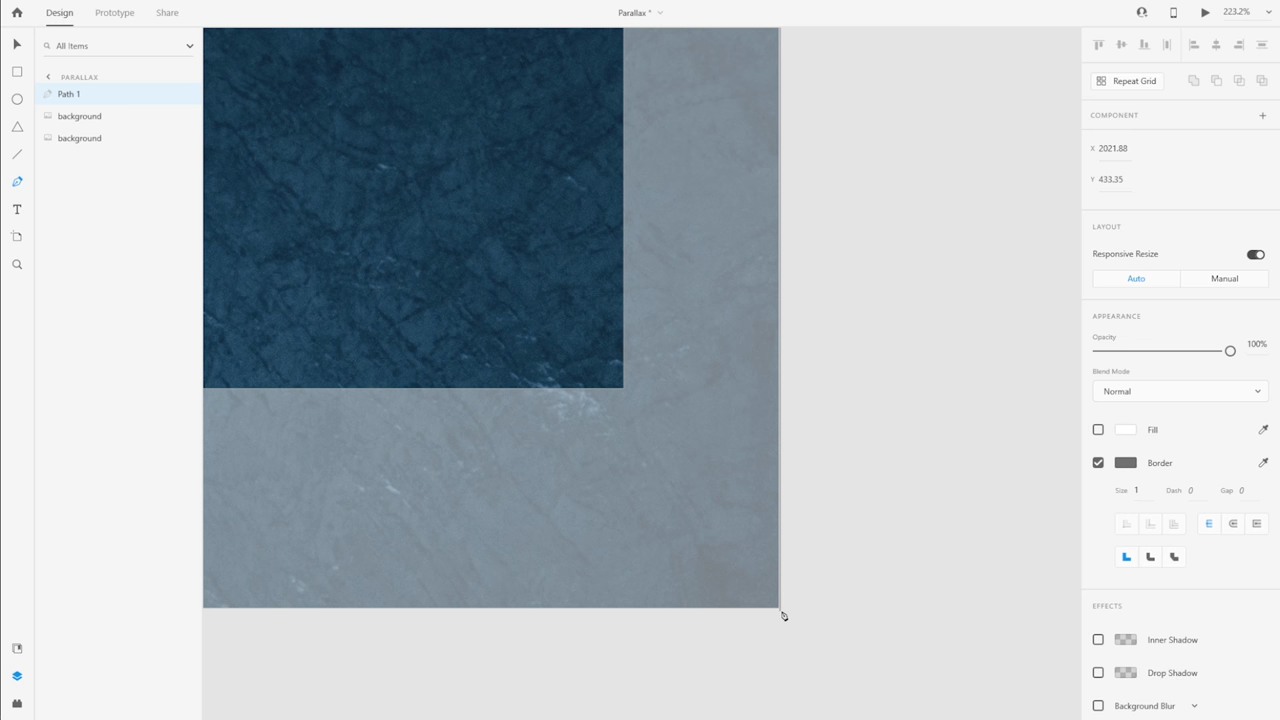 Design Prototype Share Parallax * 223.2%
All Items
PARALLAX
Path 1
background
background
Repeat Grid
COMPONENT
X 2021.88
Y 433.35
LAYOUT
Responsive Resize
Auto Manual
APPEARANCE
Opacity
100%
Blend Mode
Normal
Fill
Border
Size 1 Dash 0 Gap 0
EFFECTS
Inner Shadow
Drop Shadow
Background Blur